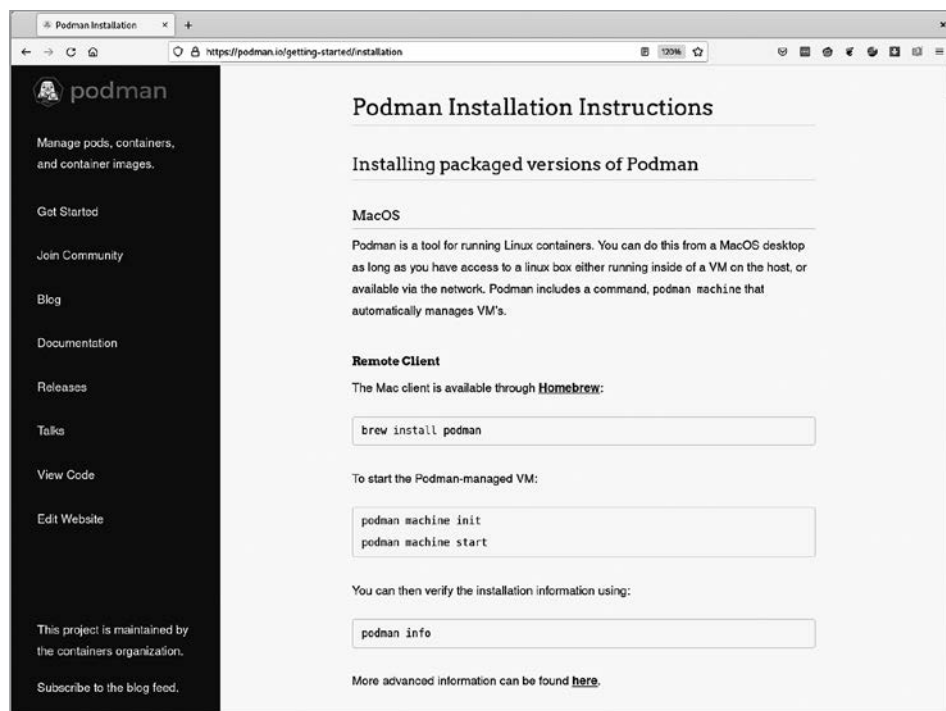 Podman Installation
https://podman.io/getting-started/installation
120%
podman
Manage pods, containers,
and container images.
Get Started
Join Community
Blog
Documentation
Releases
Talks
View Code
Edit Website
This project is maintained by
the containers organization.
Subscribe to the blog feed.
Podman Installation Instructions
Installing packaged versions of Podman
MacOS
Podman is a tool for running Linux containers. You can do this from a MacOS desktop
as long as you have access to a linux box either running inside of a VM on the host, or
available via the network. Podman includes a command, podman machine that
automatically manages VM's.
Remote Client
The Mac client is available through Homebrew:
brew install podman
To start the Podman-managed VM:
podman machine init
podman machine start
You can then verify the installation information using:
podman info
More advanced information can be found here.